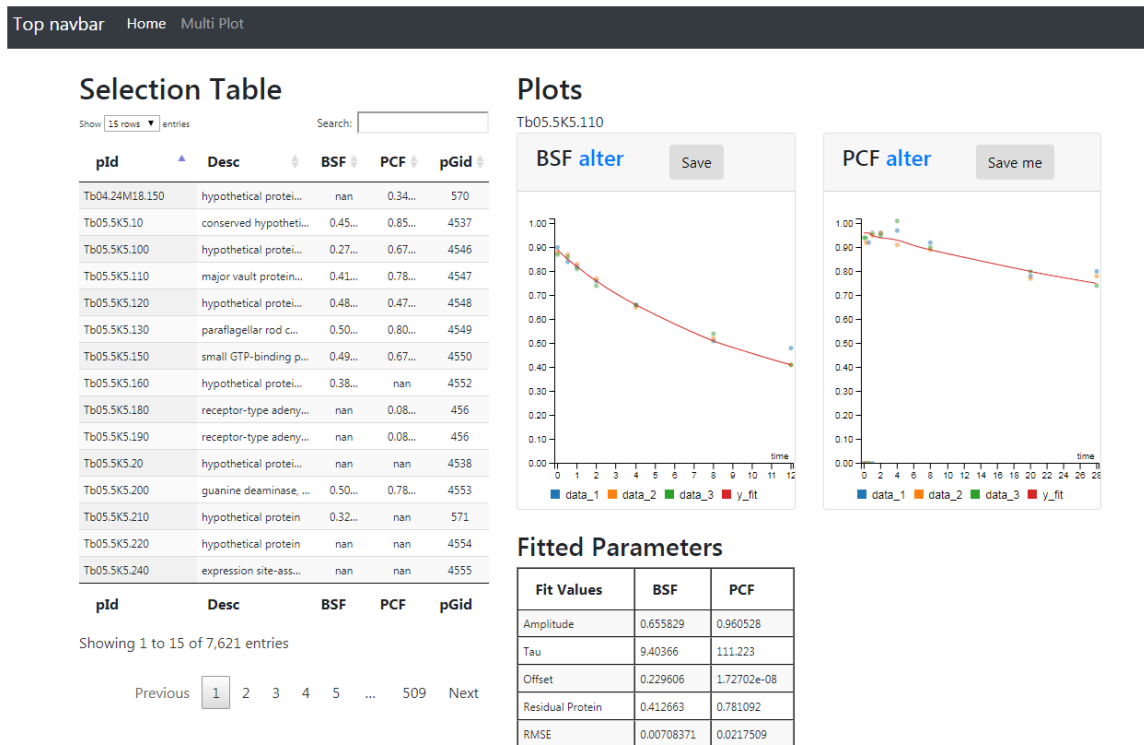 Top navbar Home Multi Plot
Selection Table
Show 15 rows entries Search:
pId Desc BSF PCF pGid
Tb04.24M18.150 hypothetical protei... nan 0.34... 570
Tb05.5K5.10 conserved hypotheti... 0.45... 0.85... 4537
Tb05.5K5.100 hypothetical protei... 0.27... 0.67... 4546
Tb05.5K5.110 major vault protein... 0.41... 0.78... 4547
Tb05.5K5.120 hypothetical protei... 0.48... 0.47... 4548
Tb05.5K5.130 paraflagellar rod c... 0.50... 0.80... 4549
Tb05.5K5.150 small GTP-binding p... 0.49... 0.67... 4550
Tb05.5K5.160 hypothetical protei... 0.38... nan 4552
Tb05.5K5.180 receptor-type adeny... nan 0.08... 456
Tb05.5K5.190 receptor-type adeny... nan 0.08... 456
Tb05.5K5.20 hypothetical protei... nan nan 4538
Tb05.5K5.200 guanine deaminase, ... 0.50... 0.78... 4553
Tb05.5K5.210 hypothetical protein 0.32... nan 571
Tb05.5K5.220 hypothetical protein nan nan 4554
Tb05.5K5.240 expression site-ass... nan nan 4555
pId Desc BSF PCF pGid
Showing 1 to 15 of 7,621 entries
Previous 1 2 3 4 5 ... 509 Next
Plots
Tb05.5K5.110
BSF alter Save
1.00
0.90
0.80
0.70
0.60
0.50
0.40
0.30
0.20
0.10
0.00
time
0 1 2 3 4 5 6 7 8 9 10 11 12
data_1 data_2 data_3 y_fit
PCF alter Save me
1.00
0.90
0.80
0.70
0.60
0.50
0.40
0.30
0.20
0.10
0.00
time
0 2 4 6 8 10 12 14 16 18 20 22 24 26 28
data_1 data_2 data_3 y_fit
Fitted Parameters
Fit Values BSF PCF
Amplitude 0.655829 0.960528
Tau 9.40366 111.223
Offset 0.229606 1.72702e-08
Residual Protein 0.412663 0.781092
RMSE 0.00708371 0.0217509